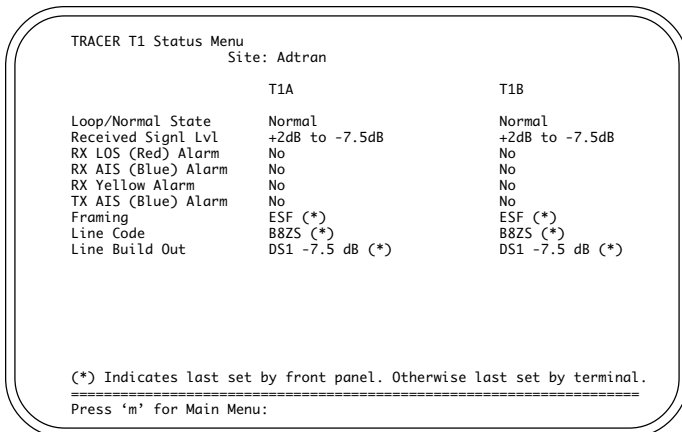 TRACER T1 Status Menu
Site: Adtran
T1A T1B
Loop/Normal State Normal Normal
Received Signl Lvl +2dB to -7.5dB +2dB to -7.5dB
RX LOS (Red) Alarm No No
RX AIS (Blue) Alarm No No
RX Yellow Alarm No No
TX AIS (Blue) Alarm No No
Framing ESF (*) ESF (*)
Line Code B8ZS (*) B8ZS (*)
Line Build Out DS1 -7.5 dB (*) DS1 -7.5 dB (*)
(*) Indicates last set by front panel. Otherwise last set by terminal.
=====================================================================
Press ‘m’ for Main Menu: